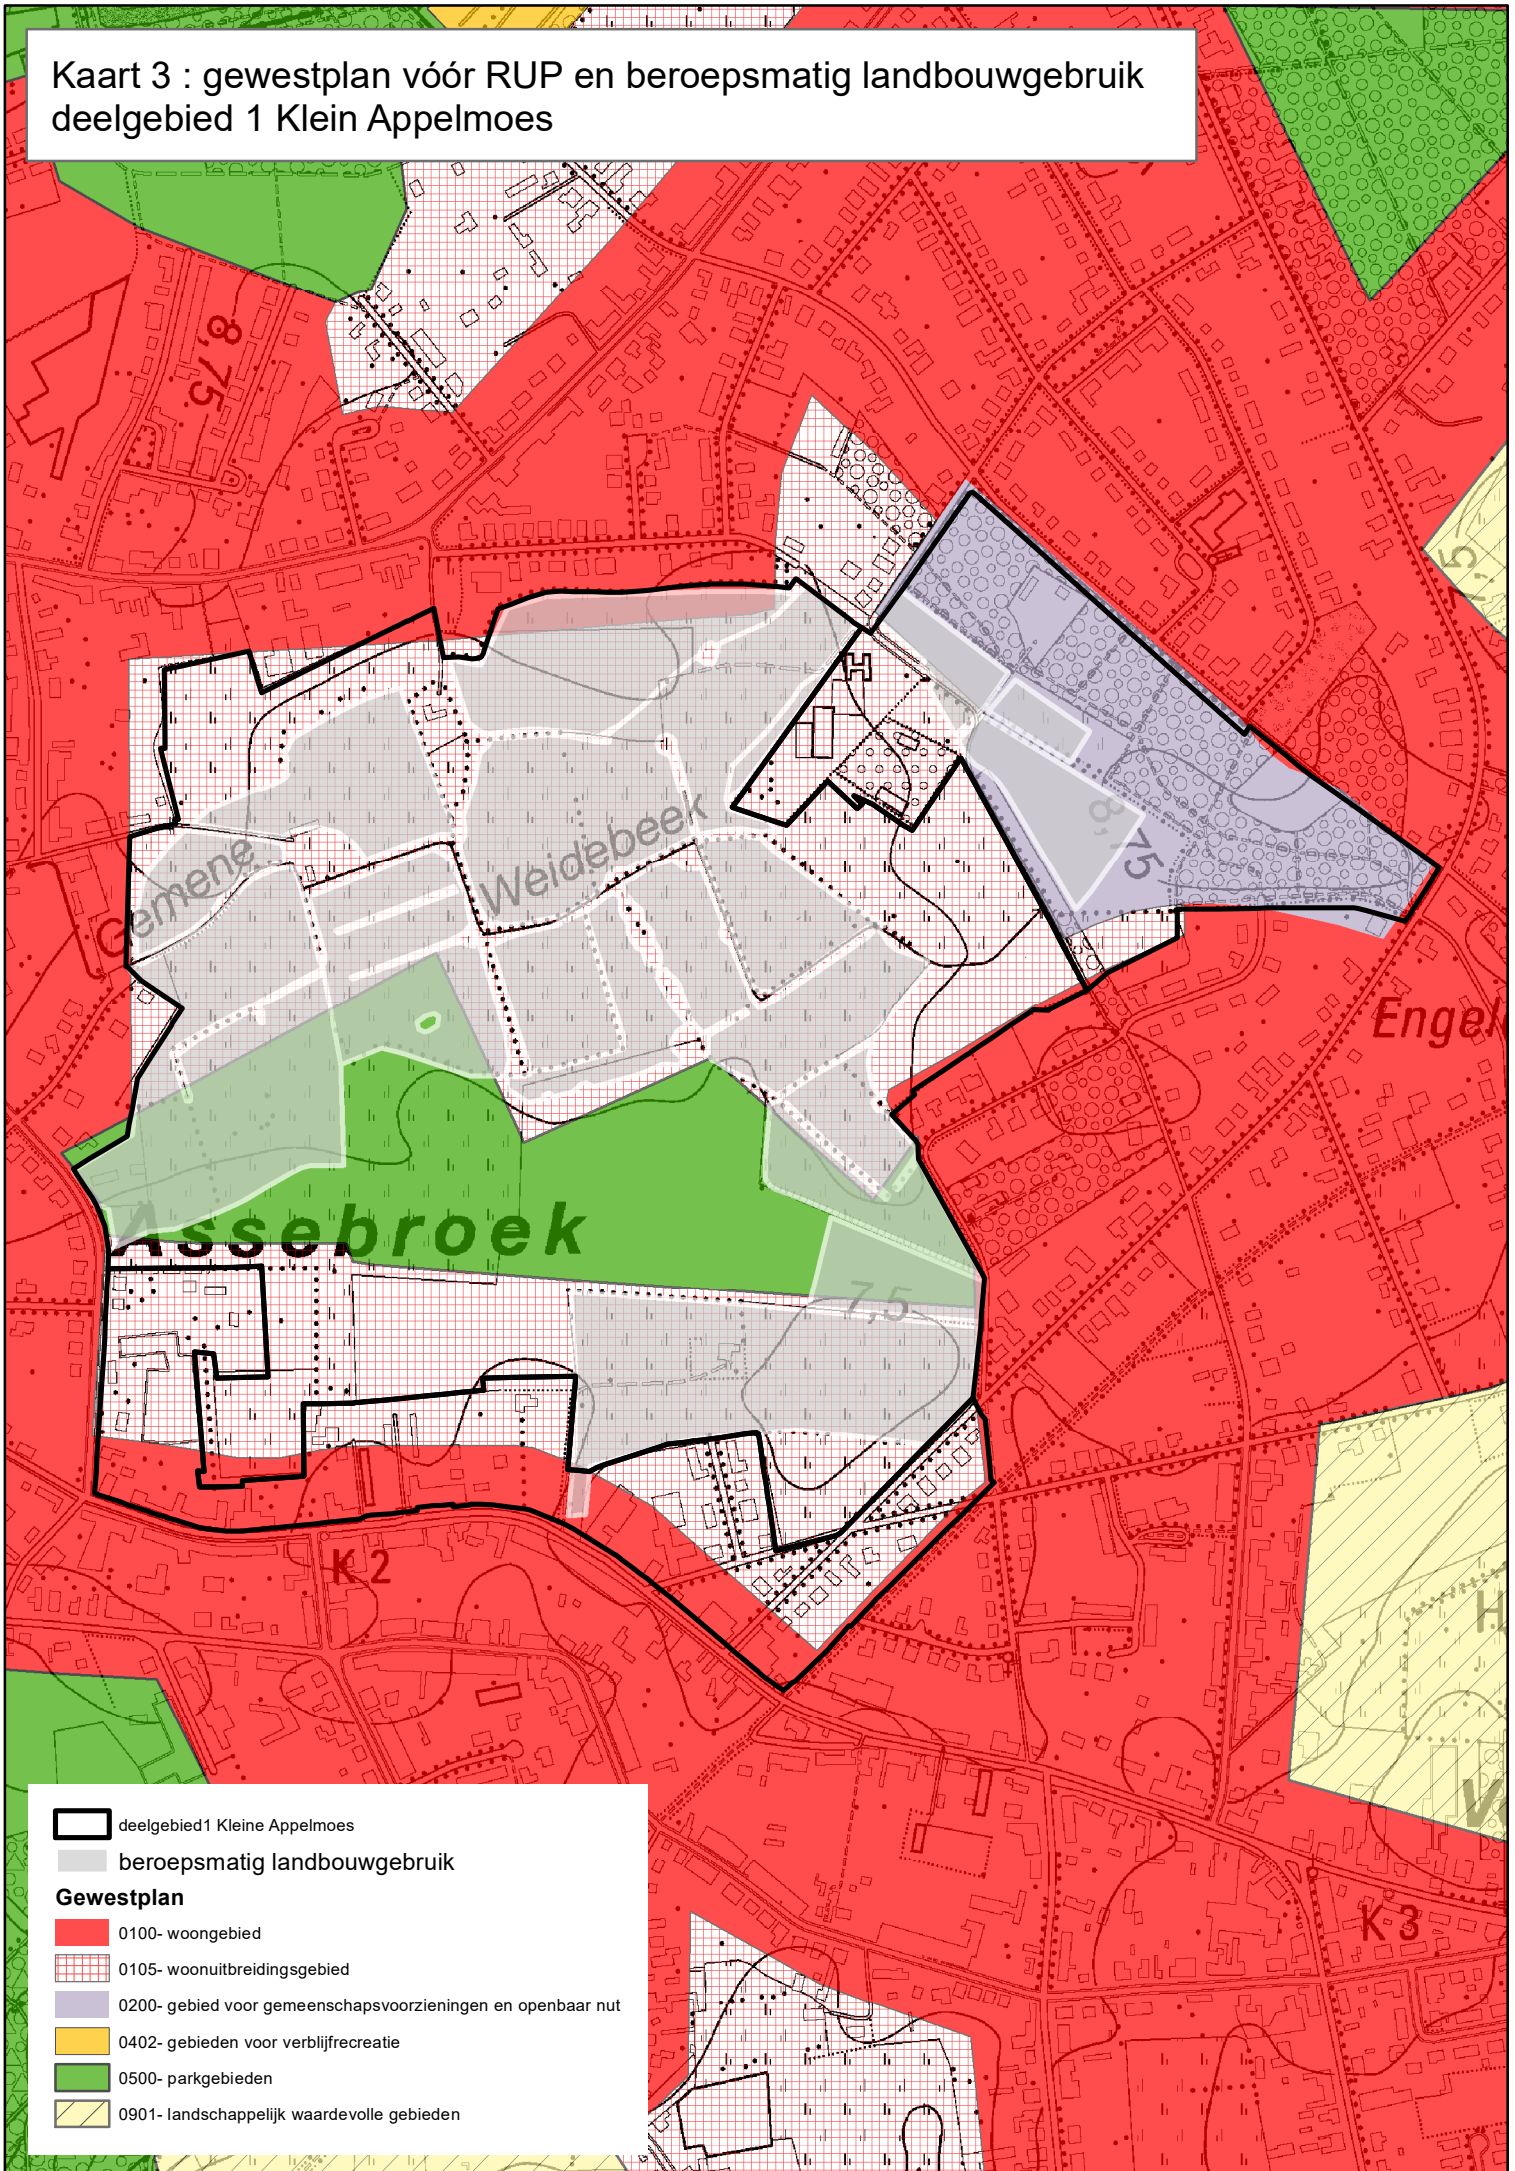 Kaart 3 : gewestplan vóór RUP en beroepsmatig landbouwgebruik
deelgebied 1 Klein Appelmoes
8,75
7,5
H
Weidebeek
Gemene
8,75
Engel
Assebroek
7,5
K 2
H
V
K 3
deelgebied1 Kleine Appelmoes
beroepsmatig landbouwgebruik
Gewestplan
0100- woongebied
0105- woonuitbreidingsgebied
0200- gebied voor gemeenschapsvoorzieningen en openbaar nut
0402- gebieden voor verblijfrecreatie
0500- parkgebieden
0901- landschappelijk waardevolle gebieden